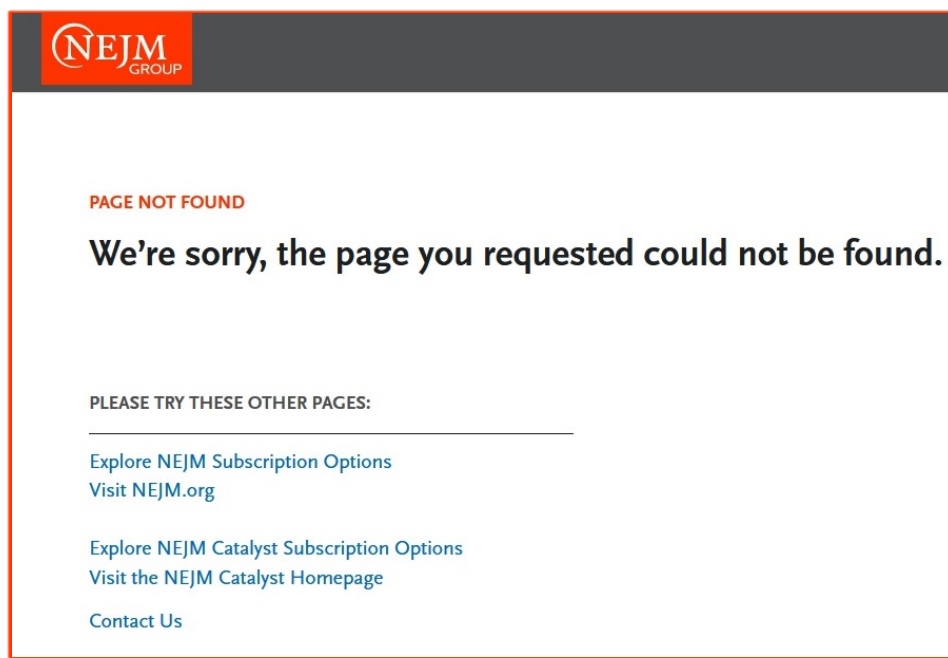 NEJM
GROUP
PAGE NOT FOUND
We’re sorry, the page you requested could not be found.
PLEASE TRY THESE OTHER PAGES:
Explore NEJM Subscription Options
Visit NEJM.org
Explore NEJM Catalyst Subscription Options
Visit the NEJM Catalyst Homepage
Contact Us